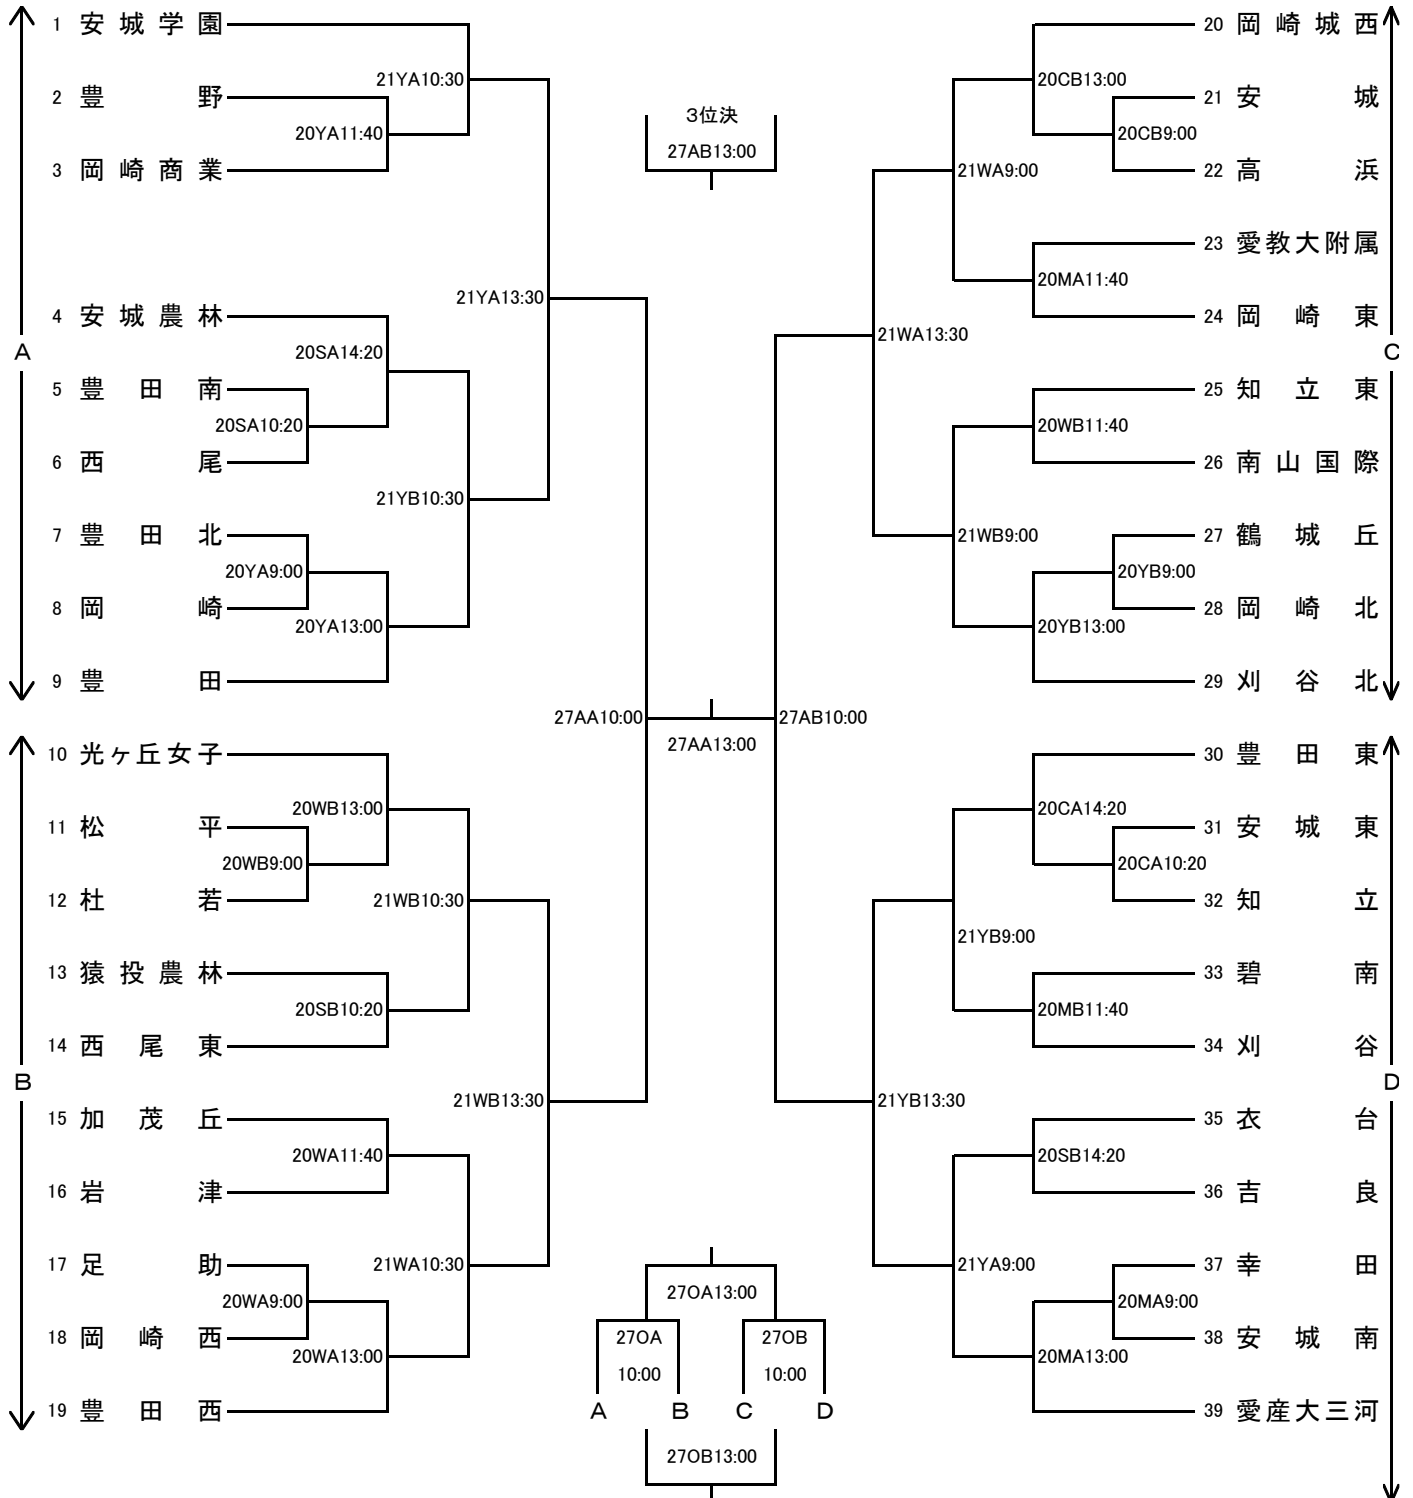 1 安城学園
21YA10:30
2 豊野
20YA11:40
3 岡崎商業
21YA13:30
4 安城農林
20SA14:20
A
5 豊田南
20SA10:20
6 西尾
21YB10:30
7 豊田北
20YA9:00
8 岡崎
20YA13:00
9 豊田
27AA10:00
10 光ヶ丘女子
20WB13:00
11 松平
20WB9:00
12 杜若
21WB10:30
13 猿投農林
20SB10:20
14 西尾東
B
21WB13:30
15 加茂丘
20WA11:40
16 岩津
17 足助
21WA10:30
20WA9:00
18 岡崎西
20WA13:00
19 豊田西
3位決
27AB13:00
27AA13:00
27OA13:00
27OA
10:00
27OB
10:00
A B C D
27OB13:00
20 岡崎城西
20CB13:00
21 安城
20CB9:00
22 高浜
21WA9:00
23 愛教大附属
20MA11:40
24 岡崎東
21WA13:30
C
25 知立東
20WB11:40
26 南山国際
21WB9:00
27 鶴城丘
20YB9:00
28 岡崎北
20YB13:00
29 刈谷北
27AB10:00
30 豊田東
20CA14:20
31 安城東
20CA10:20
32 知立
21YB9:00
33 碧南
20MB11:40
34 刈谷
D
21YB13:30
35 衣台
20SB14:20
36 吉良
21YA9:00
37 幸田
20MA9:00
38 安城南
20MA13:00
39 愛産大三河